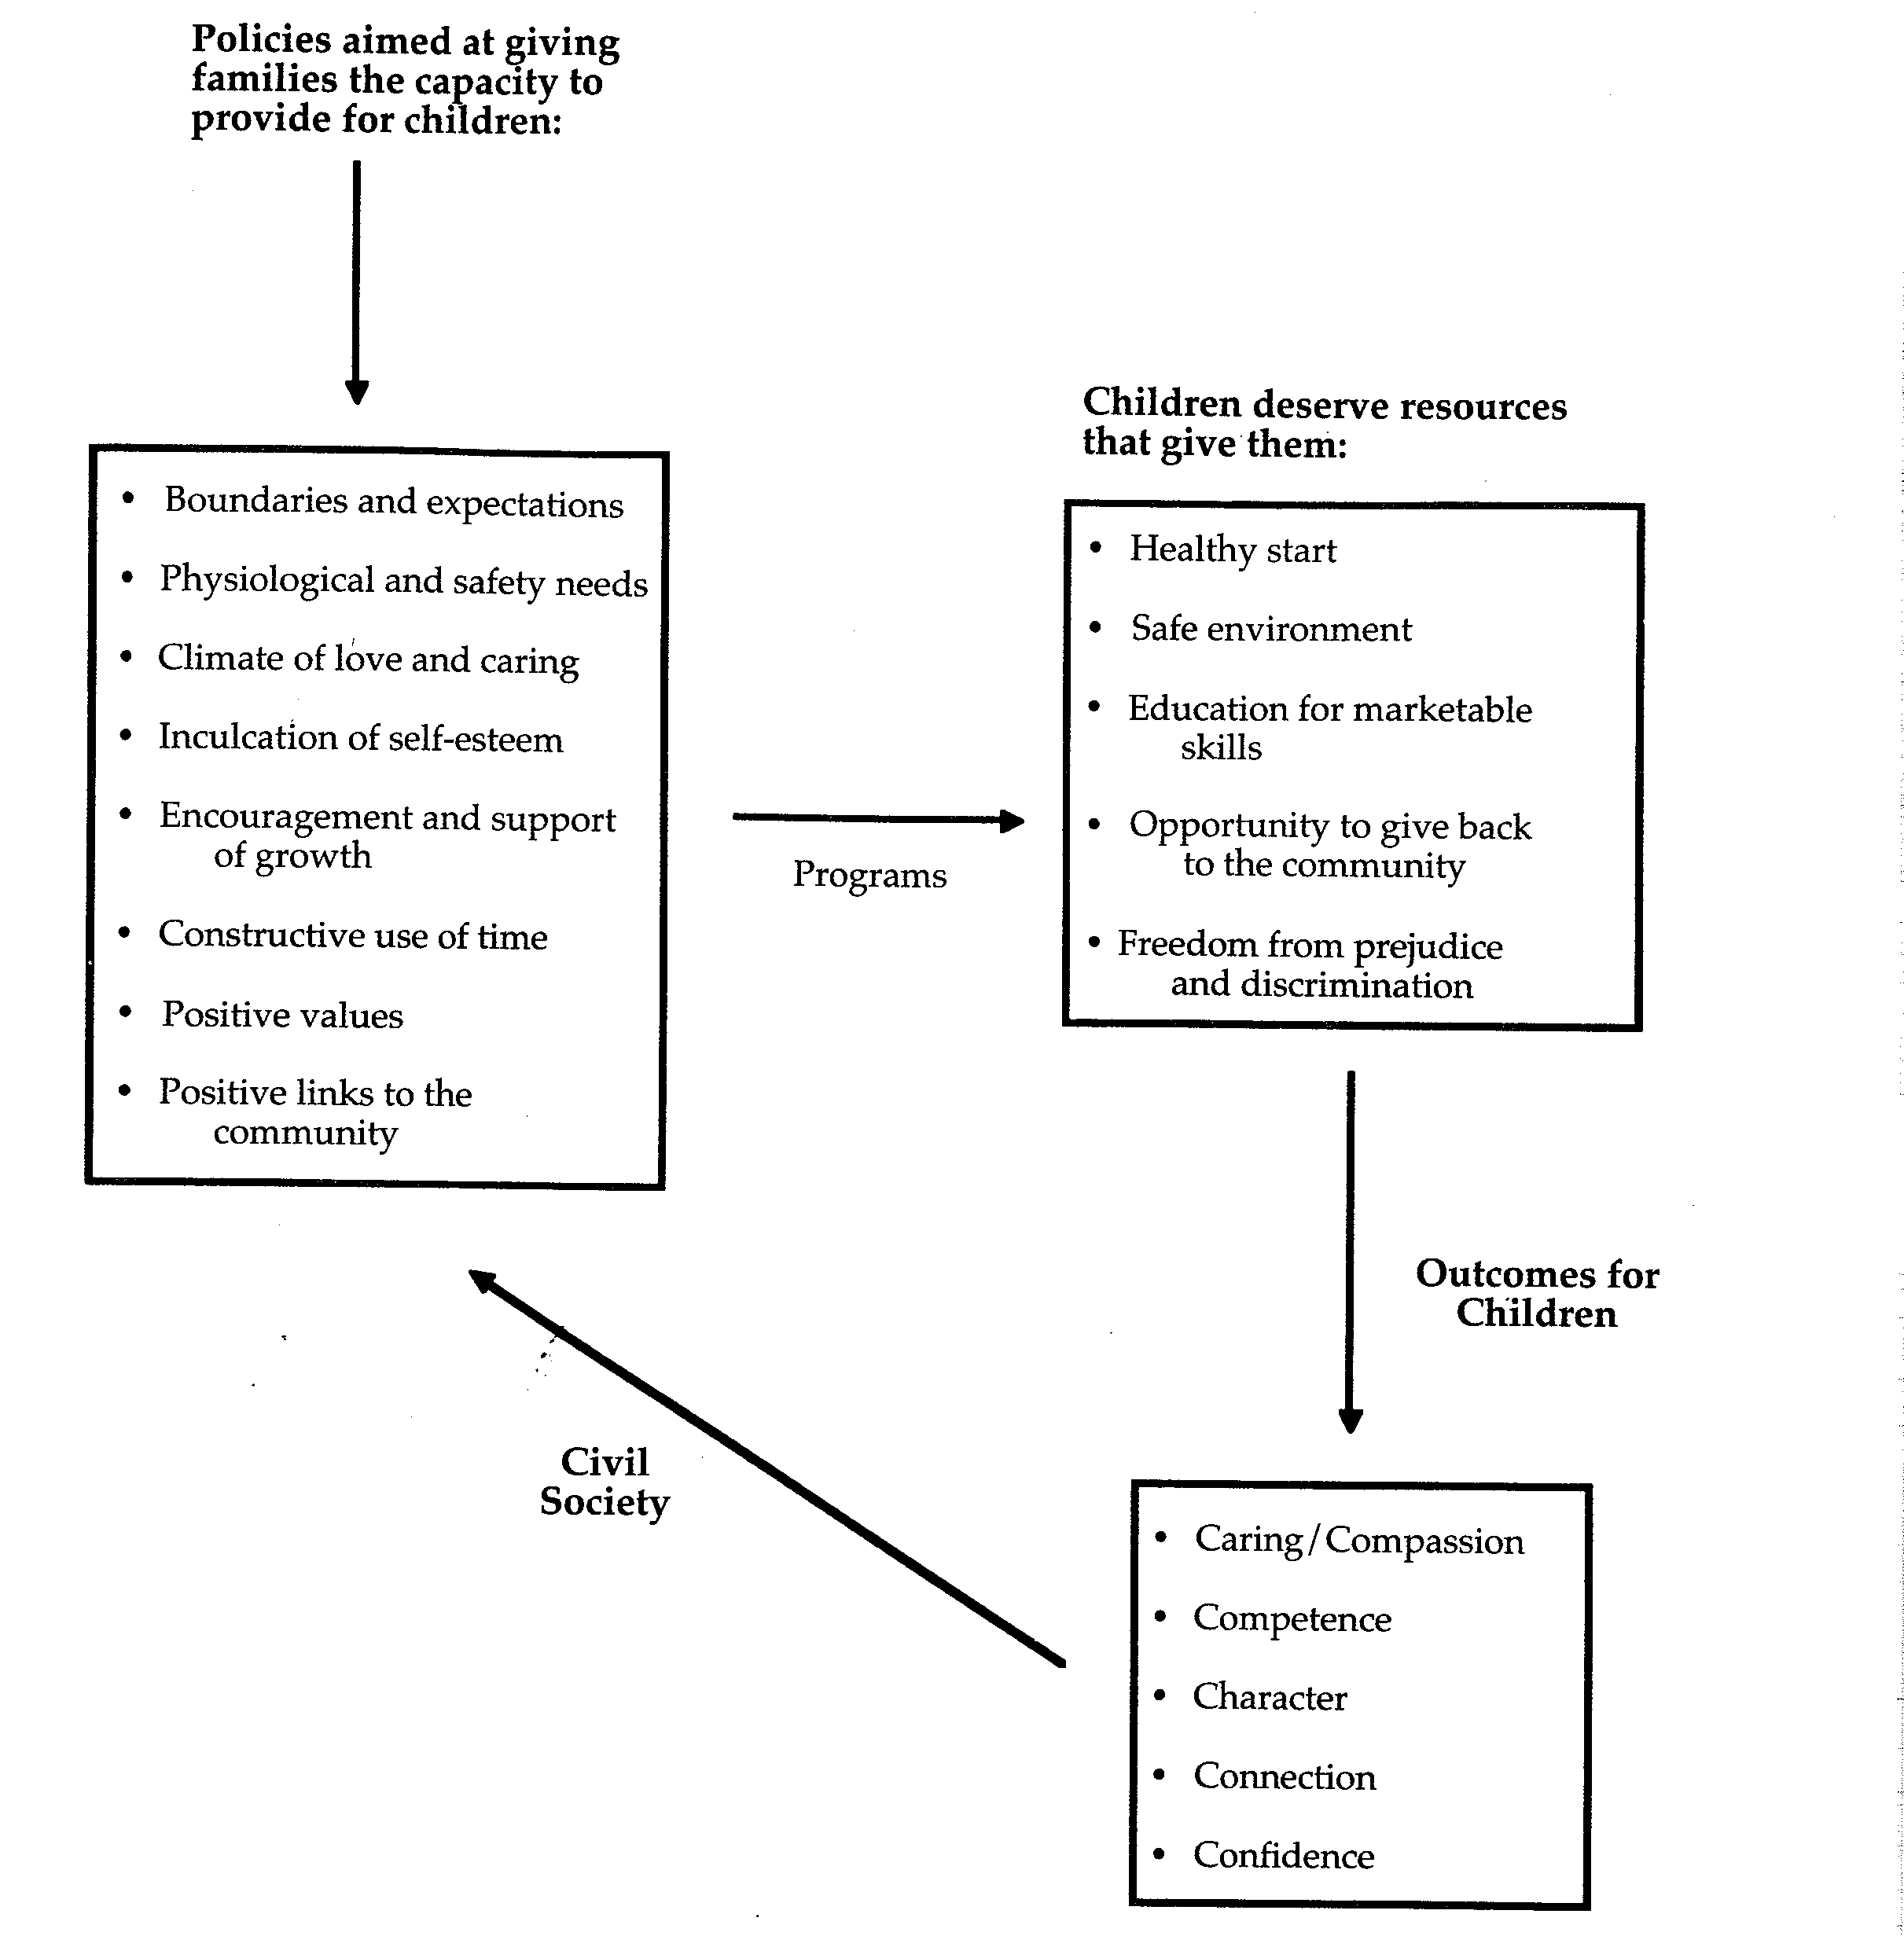 Policies aimed at giving
families the capacity to
provide for children:
• Boundaries and expectations
• Physiological and safety needs
• Climate of love and caring
• Inculcation of self-esteem
• Encouragement and support
of growth
• Constructive use of time
• Positive values
• Positive links to the
community
Programs
Children deserve resources
that give them:
• Healthy start
• Safe environment
• Education for marketable
skills
• Opportunity to give back
to the community
• Freedom from prejudice
and discrimination
Outcomes for
Children
• Caring/Compassion
• Competence
• Character
• Connection
• Confidence
Civil
Society